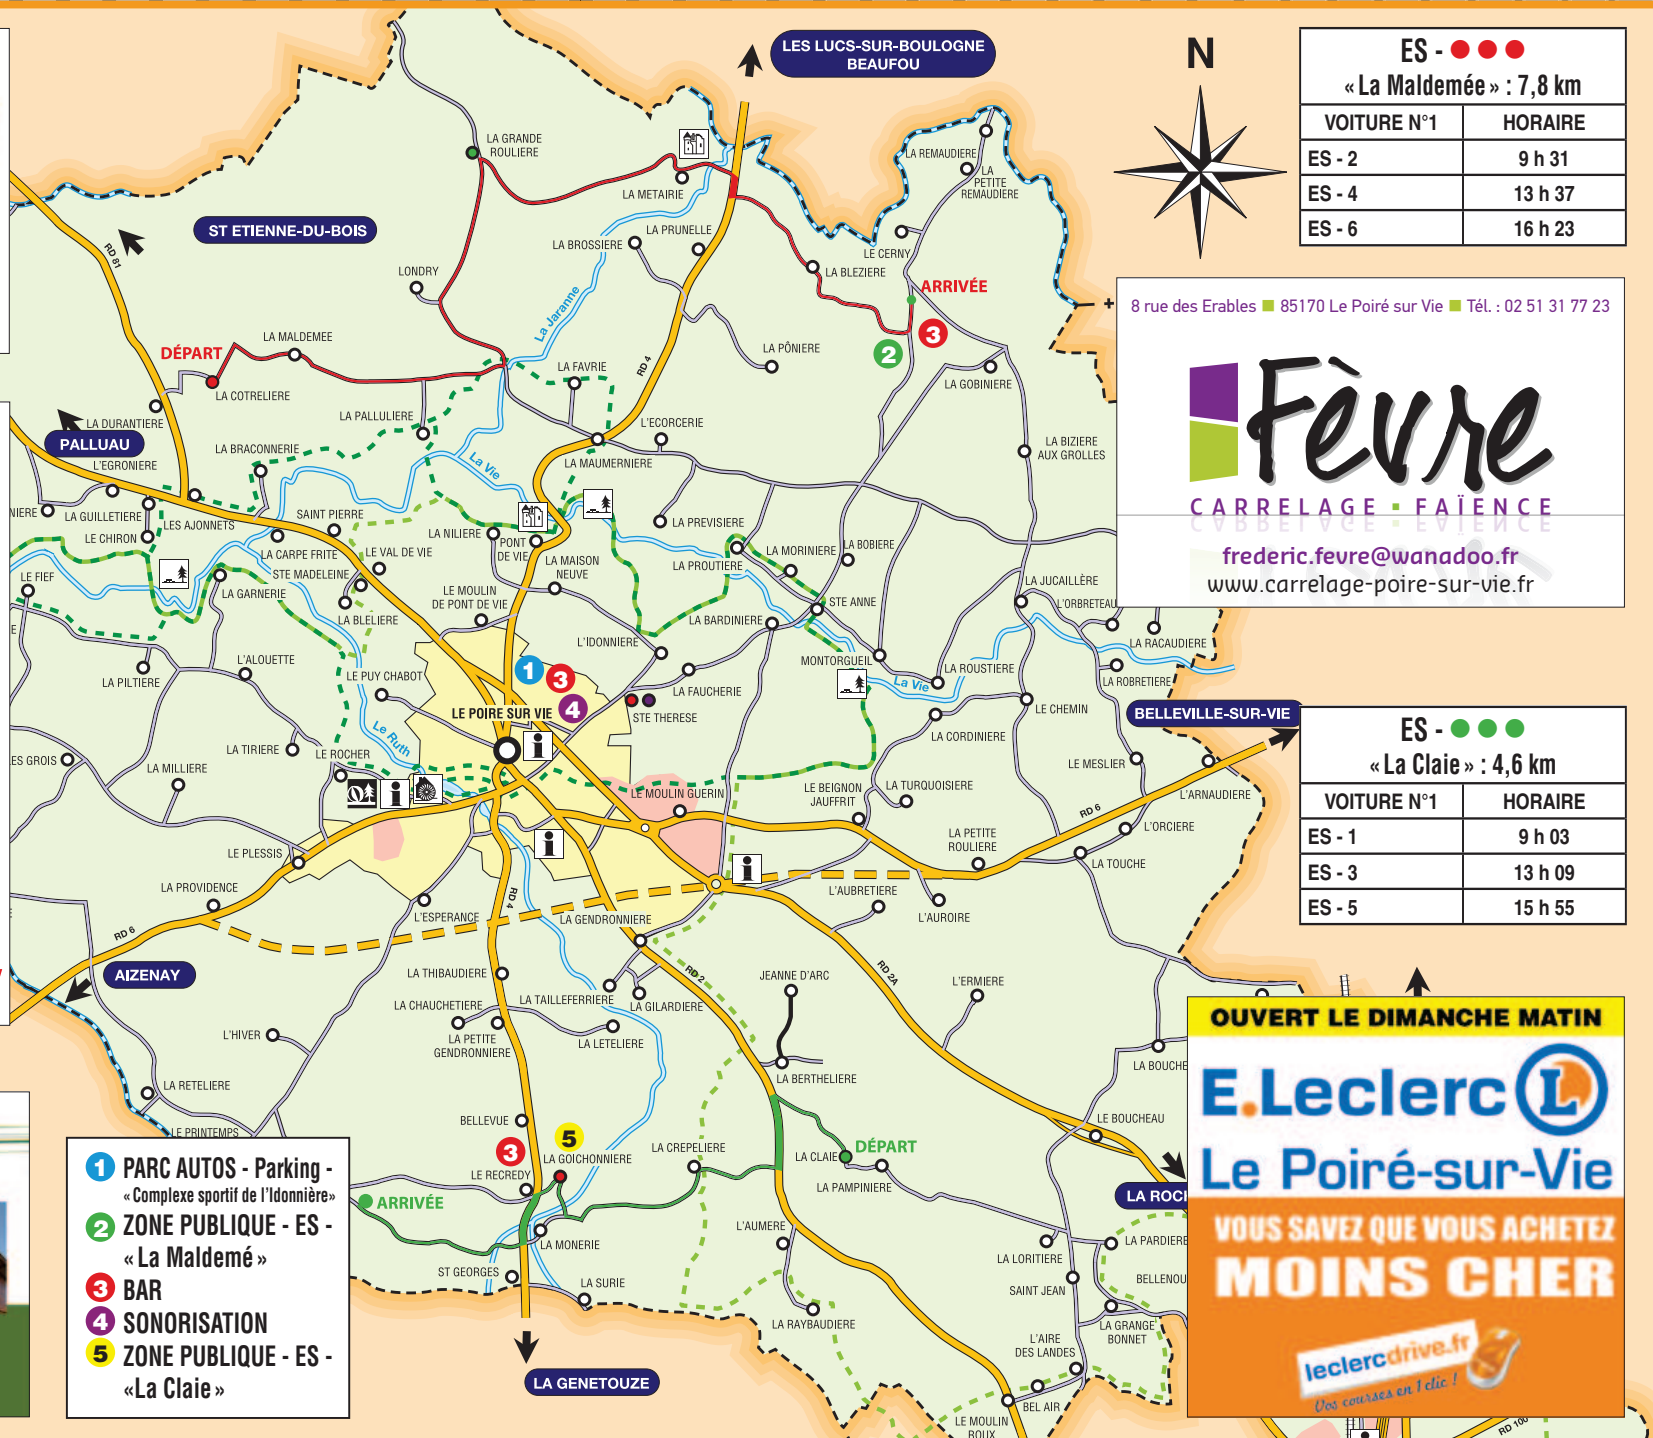 LES LUCS-SUR-BOULOGNE
BEAUFOU
N
ES -
« La Maldemée » : 7,8 km
VOITURE N°1 HORAIRE
ES - 2 9 h 31
ES - 4 13 h 37
ES - 6 16 h 23
8 rue des Erables 85170 Le Poiré sur Vie Tél. : 02 51 31 77 23
Fèvre
CARRELAGE FAÏENCE
frederic.fevre@wanadoo.fr
www.carrelage-poire-sur-vie.fr
LA GRANDE
ROULIERE
LA METAIRIE
LA REMAUDIERE
LA
PETITE
REMAUDIERE
ST ETIENNE-DU-BOIS
RD 81
LA BROSSIERE
LA PRUNELLE
LE CERNY
LA BLEZIERE
ARRIVÉE
3
2
LONDRY
La Jaranne
LA MALDEMEE
DÉPART
LA COTRELIERE
LA DURANTIERE
LA FAVRIE
RD 4
LA PÔNIERE
LA GOBINIERE
LA PALLULIERE
L'ECORCERIE
PALLUAU
L'EGRONIERE
LA BRACONNERIE
La Vie
LA MAUMERNIERE
LA BIZIERE
AUX GROLLES
NIERE
LA GUILLETIERE
LES AJONNETS
LE CHIRON
SAINT PIERRE
LA CARPE FRITE
LE VAL DE VIE
LA NILIERE
PONT
DE VIE
LA PREVISIERE
LA PROUTIERE
LA MORINIERE
LA BOBIERE
LE FIEF
LA GARNERIE
STE MADELEINE
LA BLELIERE
LE MOULIN
DE PONT DE VIE
LA MAISON
NEUVE
LA JUCAILLÈRE
L'ORBRETEAU
STE ANNE
LA BARDINIERE
LA RACAUDIERE
E
L'IDONNIERE
LA PILTIERE
L'ALOUETTE
LE PUY CHABOT
1
3
4
LE POIRE SUR VIE
LA FAUCHERIE
STE THERESE
MONTORGUEIL
La Vie
LA ROUSTIERE
LA ROBRETIERE
LE CHEMIN
BELLEVILLE-SUR-VIE
LA CORDINIERE
ES GROIS
LA TIRIERE
LE ROCHER
Le Ruth
LA MILLIERE
LE MOULIN GUERIN
LE BEIGNON
JAUFFRIT
LA TURQUOISIERE
LE MESLIER
L'ARNAUDIERE
RD 6
L'ORCIERE
LA PETITE
ROULIERE
LA TOUCHE
ES -
« La Claie » : 4,6 km
VOITURE N°1 HORAIRE
ES - 1 9 h 03
ES - 3 13 h 09
ES - 5 15 h 55
LE PLESSIS
LA PROVIDENCE
RD 6
L'ESPERANCE
RD 4
LA GENDRONNIERE
L'AUBRETIERE
L'AUROIRE
AIZENAY
LA THIBAUDIERE
RD 2
JEANNE D'ARC
RD 2A
L'ERMIERE
LA CHAUCHETIERE
LA TAILLEFERRIERE
LA GILARDIERE
L'HIVER
LA PETITE
GENDRONNIERE
LA LETELIERE
LA BERTHELIERE
LA BOUCHE
LA RETELIERE
LE PRINTEMPS
BELLEVUE
3
5
LA GOICHONNIERE
LE RECREDY
LA CREPELIERE
LA CLAIE
DÉPART
LA PAMPINIERE
LE BOUCHEAU
LA ROCH
ARRIVÉE
LA MONERIE
L'AUMERE
LA PARDIERE
ST GEORGES
LA SURIE
LA LORITIERE
SAINT JEAN
BELLENOU
LA RAYBAUDIERE
LA GRANGE
BONNET
L'AIRE
DES LANDES
LA GENETOUZE
BEL AIR
LE MOULIN
ROUX
RD 100
1 PARC AUTOS - Parking -
« Complexe sportif de l'Idonnière»
2 ZONE PUBLIQUE - ES -
« La Maldemé »
3 BAR
4 SONORISATION
5 ZONE PUBLIQUE - ES -
«La Claie »
OUVERT LE DIMANCHE MATIN
E.Leclerc L
Le Poiré-sur-Vie
VOUS SAVEZ QUE VOUS ACHETEZ
MOINS CHER
leclercdrive.fr
Vos courses en 1 clic !